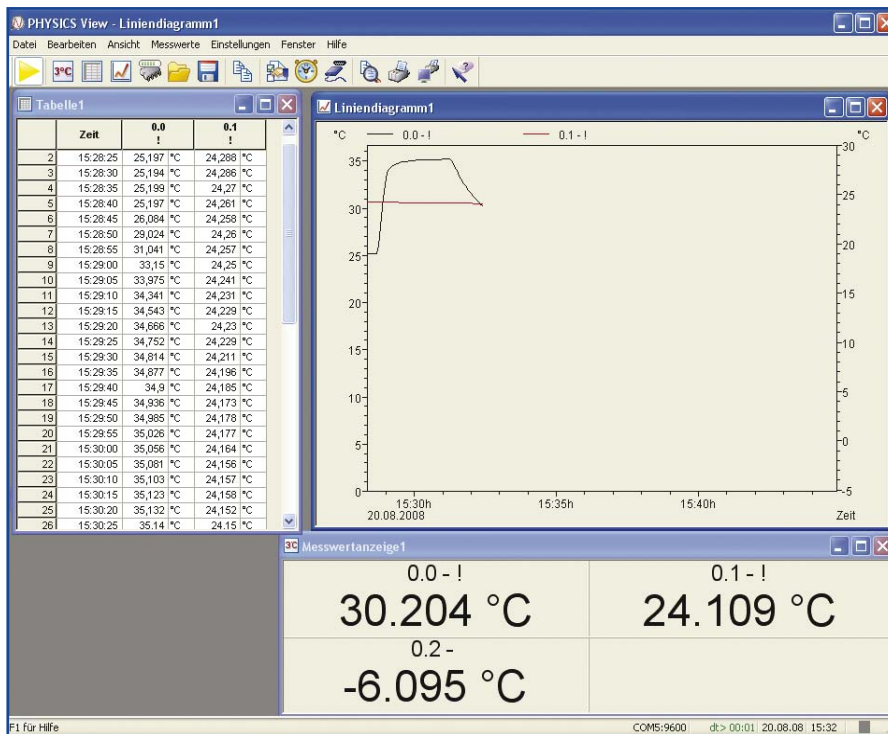 PHYSICS View - Liniendiagramm1
Datei Bearbeiten Ansicht Messwerte Einstellungen Fenster Hilfe
3°C
Tabelle1
Zeit 0.0 ! 0.1 !
2 15:28:25 25,197 °C 24,288 °C
3 15:28:30 25,194 °C 24,286 °C
4 15:28:35 25,199 °C 24,27 °C
5 15:28:40 25,197 °C 24,261 °C
6 15:28:45 26,084 °C 24,258 °C
7 15:28:50 29,024 °C 24,26 °C
8 15:28:55 31,041 °C 24,257 °C
9 15:29:00 33,15 °C 24,25 °C
10 15:29:05 33,975 °C 24,241 °C
11 15:29:10 34,341 °C 24,231 °C
12 15:29:15 34,543 °C 24,229 °C
13 15:29:20 34,666 °C 24,23 °C
14 15:29:25 34,752 °C 24,229 °C
15 15:29:30 34,814 °C 24,211 °C
16 15:29:35 34,877 °C 24,196 °C
17 15:29:40 34,9 °C 24,185 °C
18 15:29:45 34,936 °C 24,173 °C
19 15:29:50 34,985 °C 24,178 °C
20 15:29:55 35,026 °C 24,177 °C
21 15:30:00 35,056 °C 24,164 °C
22 15:30:05 35,081 °C 24,156 °C
23 15:30:10 35,103 °C 24,157 °C
24 15:30:15 35,123 °C 24,158 °C
25 15:30:20 35,132 °C 24,152 °C
26 15:30:25 35,14 °C 24,15 °C
Liniendiagramm1
°C 0.0 - ! 0.1 - ! °C
35
30
25
20
15
10
5
0
30
25
20
15
10
5
0
-5
15:30h 15:35h 15:40h
20.08.2008 Zeit
3°C Messwertanzeige1
0.0 - ! 0.1 - !
30.204 °C 24.109 °C
0.2 -
-6.095 °C
F1 für Hilfe COM5:9600 dt> 00:01 20.08.08 15:32